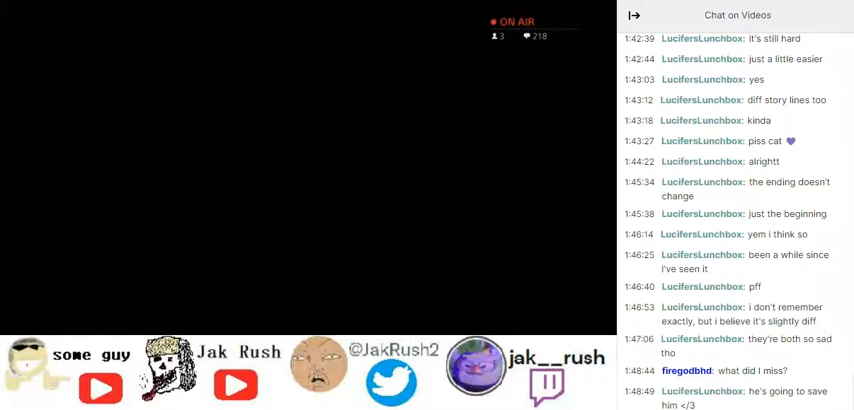 ON AIR
3 218
Chat on Videos
1:42:39 LucifersLunchbox: it's still hard
1:42:44 LucifersLunchbox: just a little easier
1:43:03 LucifersLunchbox: yes
1:43:12 LucifersLunchbox: diff story lines too
1:43:18 LucifersLunchbox: kinda
1:43:27 LucifersLunchbox: piss cat 💜
1:44:22 LucifersLunchbox: alrightt
1:45:34 LucifersLunchbox: the ending doesn't
change
1:45:38 LucifersLunchbox: just the beginning
1:46:14 LucifersLunchbox: yem i think so
1:46:25 LucifersLunchbox: been a while since
I've seen it
1:46:40 LucifersLunchbox: pff
1:46:53 LucifersLunchbox: i don't remember
exactly, but i believe it's slightly diff
1:47:06 LucifersLunchbox: they're both so sad
tho
1:48:44 firegodbhd: what did I miss?
1:48:49 LucifersLunchbox: he's going to save
him </3
some guy
Jak Rush
@JakRush2
jak__rush